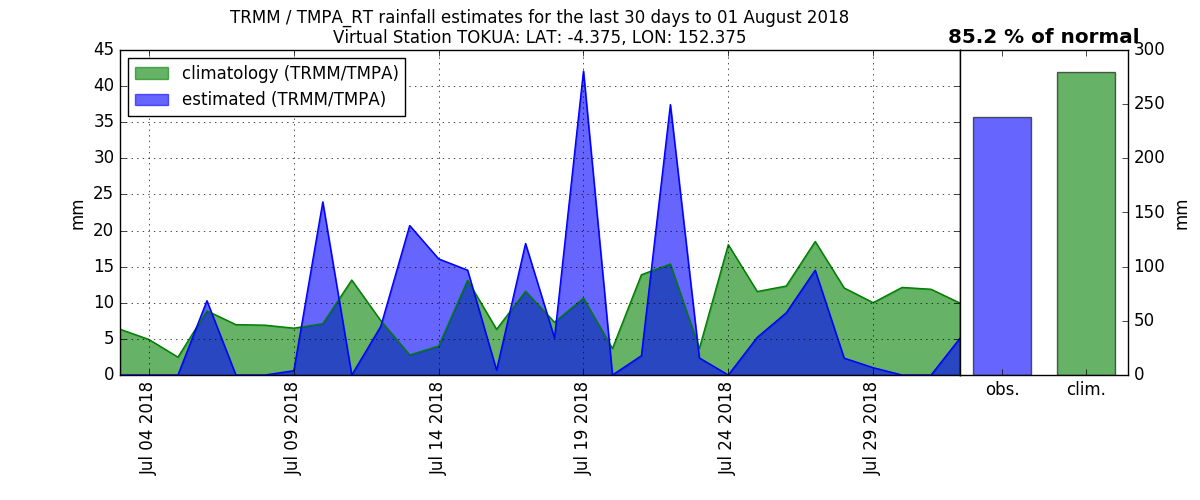 TRMM / TMPA_RT rainfall estimates for the last 30 days to 01 August 2018
Virtual Station TOKUA: LAT: -4.375, LON: 152.375
85.2 % of normal
climatology (TRMM/TMPA)
estimated (TRMM/TMPA)
45
40
35
30
25
20
15
10
5
0
mm
Jul 04 2018
Jul 09 2018
Jul 14 2018
Jul 19 2018
Jul 24 2018
Jul 29 2018
300
250
200
150
100
50
0
mm
obs.
clim.